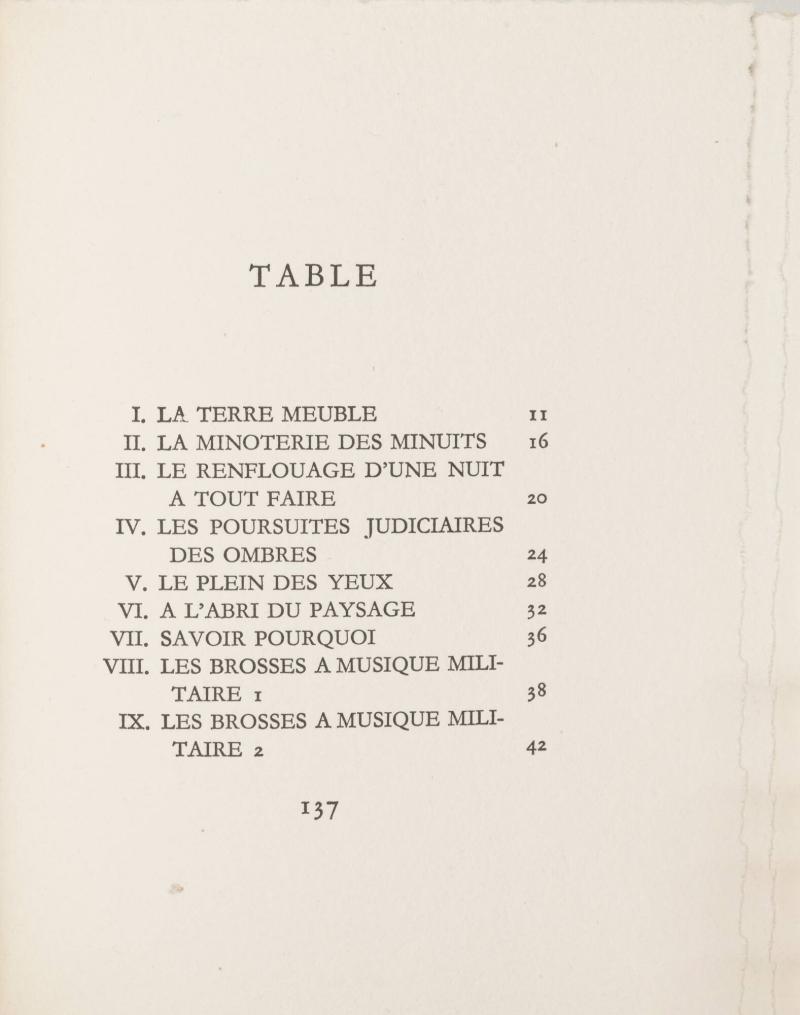 TABLE
I. LA TERRE MEUBLE 11
II. LA MINOTERIE DES MINUITS 16
III. LE RENFLOUAGE D'UNE NUIT
A TOUT FAIRE 20
IV. LES POURSUITES JUDICIAIRES
DES OMBRES 24
V. LE PLEIN DES YEUX 28
VI. A L'ABRI DU PAYSAGE 32
VII. SAVOIR POURQUOI 36
VIII. LES BROSSES A MUSIQUE MILI-
TAIRE 1 38
IX. LES BROSSES A MUSIQUE MILI-
TAIRE 2 42
137